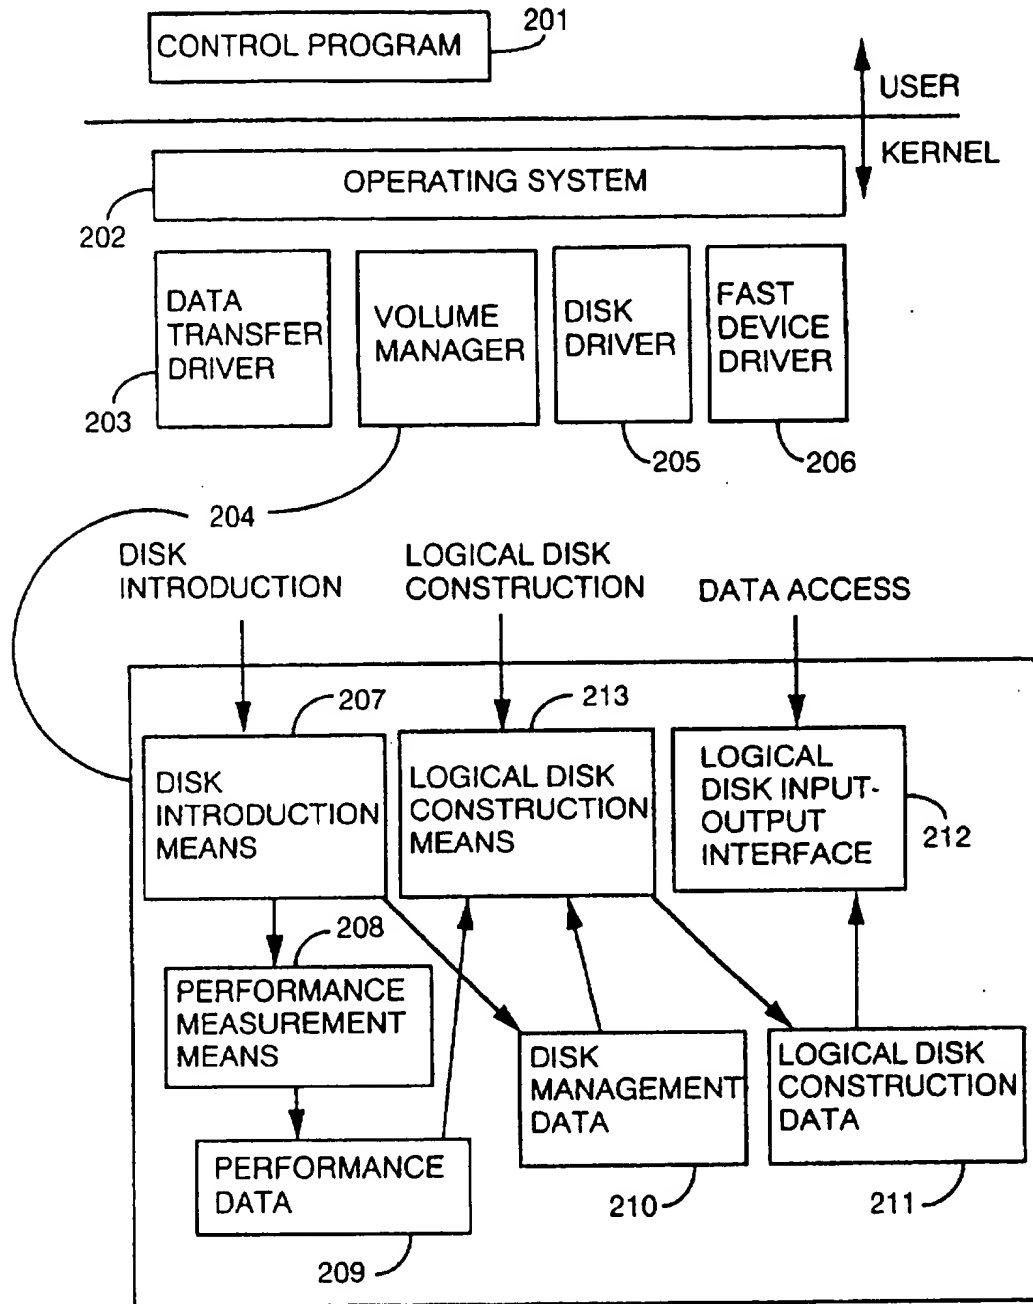 CONTROL PROGRAM
201
USER
KERNEL
OPERATING SYSTEM
202
DATA
TRANSFER
DRIVER
203
VOLUME
MANAGER
DISK
DRIVER
FAST
DEVICE
DRIVER
205
206
204
DISK
INTRODUCTION
LOGICAL DISK
CONSTRUCTION
DATA ACCESS
207
213
DISK
INTRODUCTION
MEANS
LOGICAL DISK
CONSTRUCTION
MEANS
LOGICAL
DISK INPUT-
OUTPUT
INTERFACE
212
208
PERFORMANCE
MEASUREMENT
MEANS
DISK
MANAGEMENT
DATA
LOGICAL DISK
CONSTRUCTION
DATA
PERFORMANCE
DATA
210
211
209